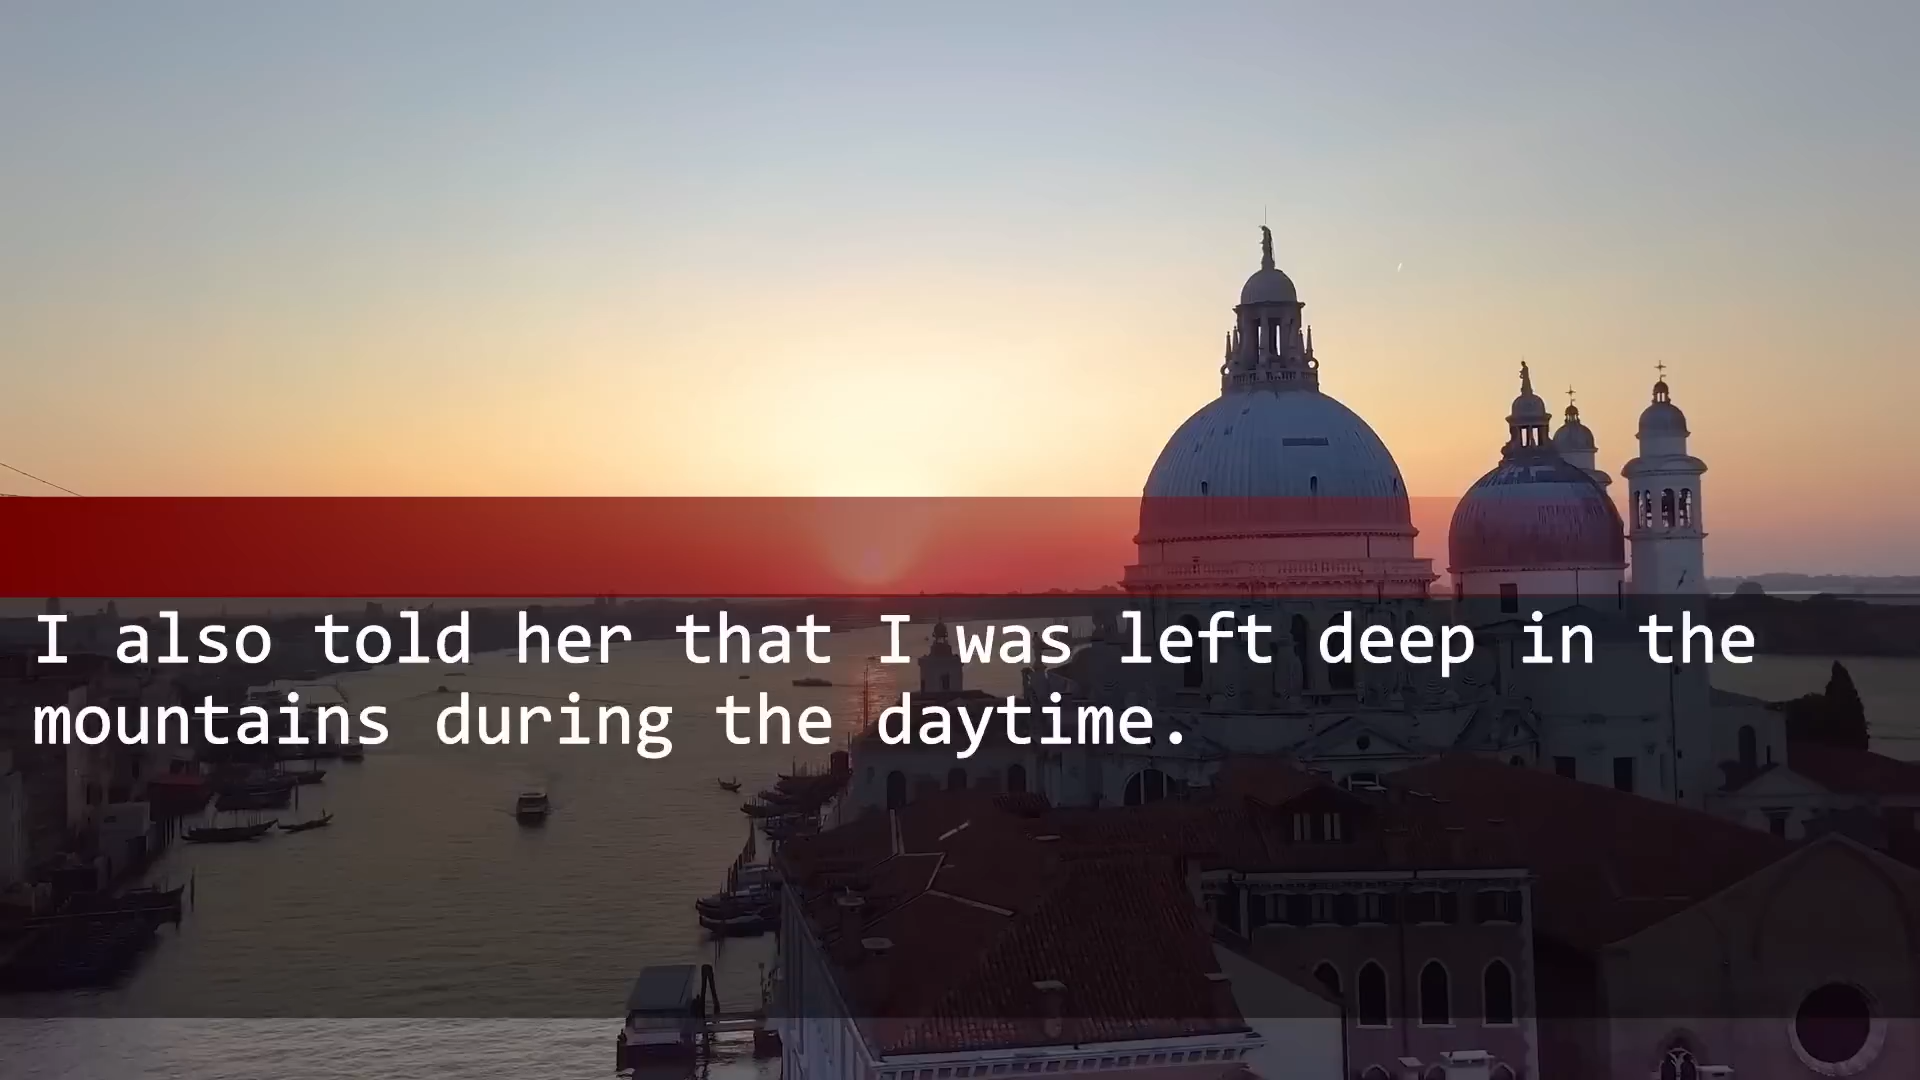 I also told her that I was left deep in the
mountains during the daytime.